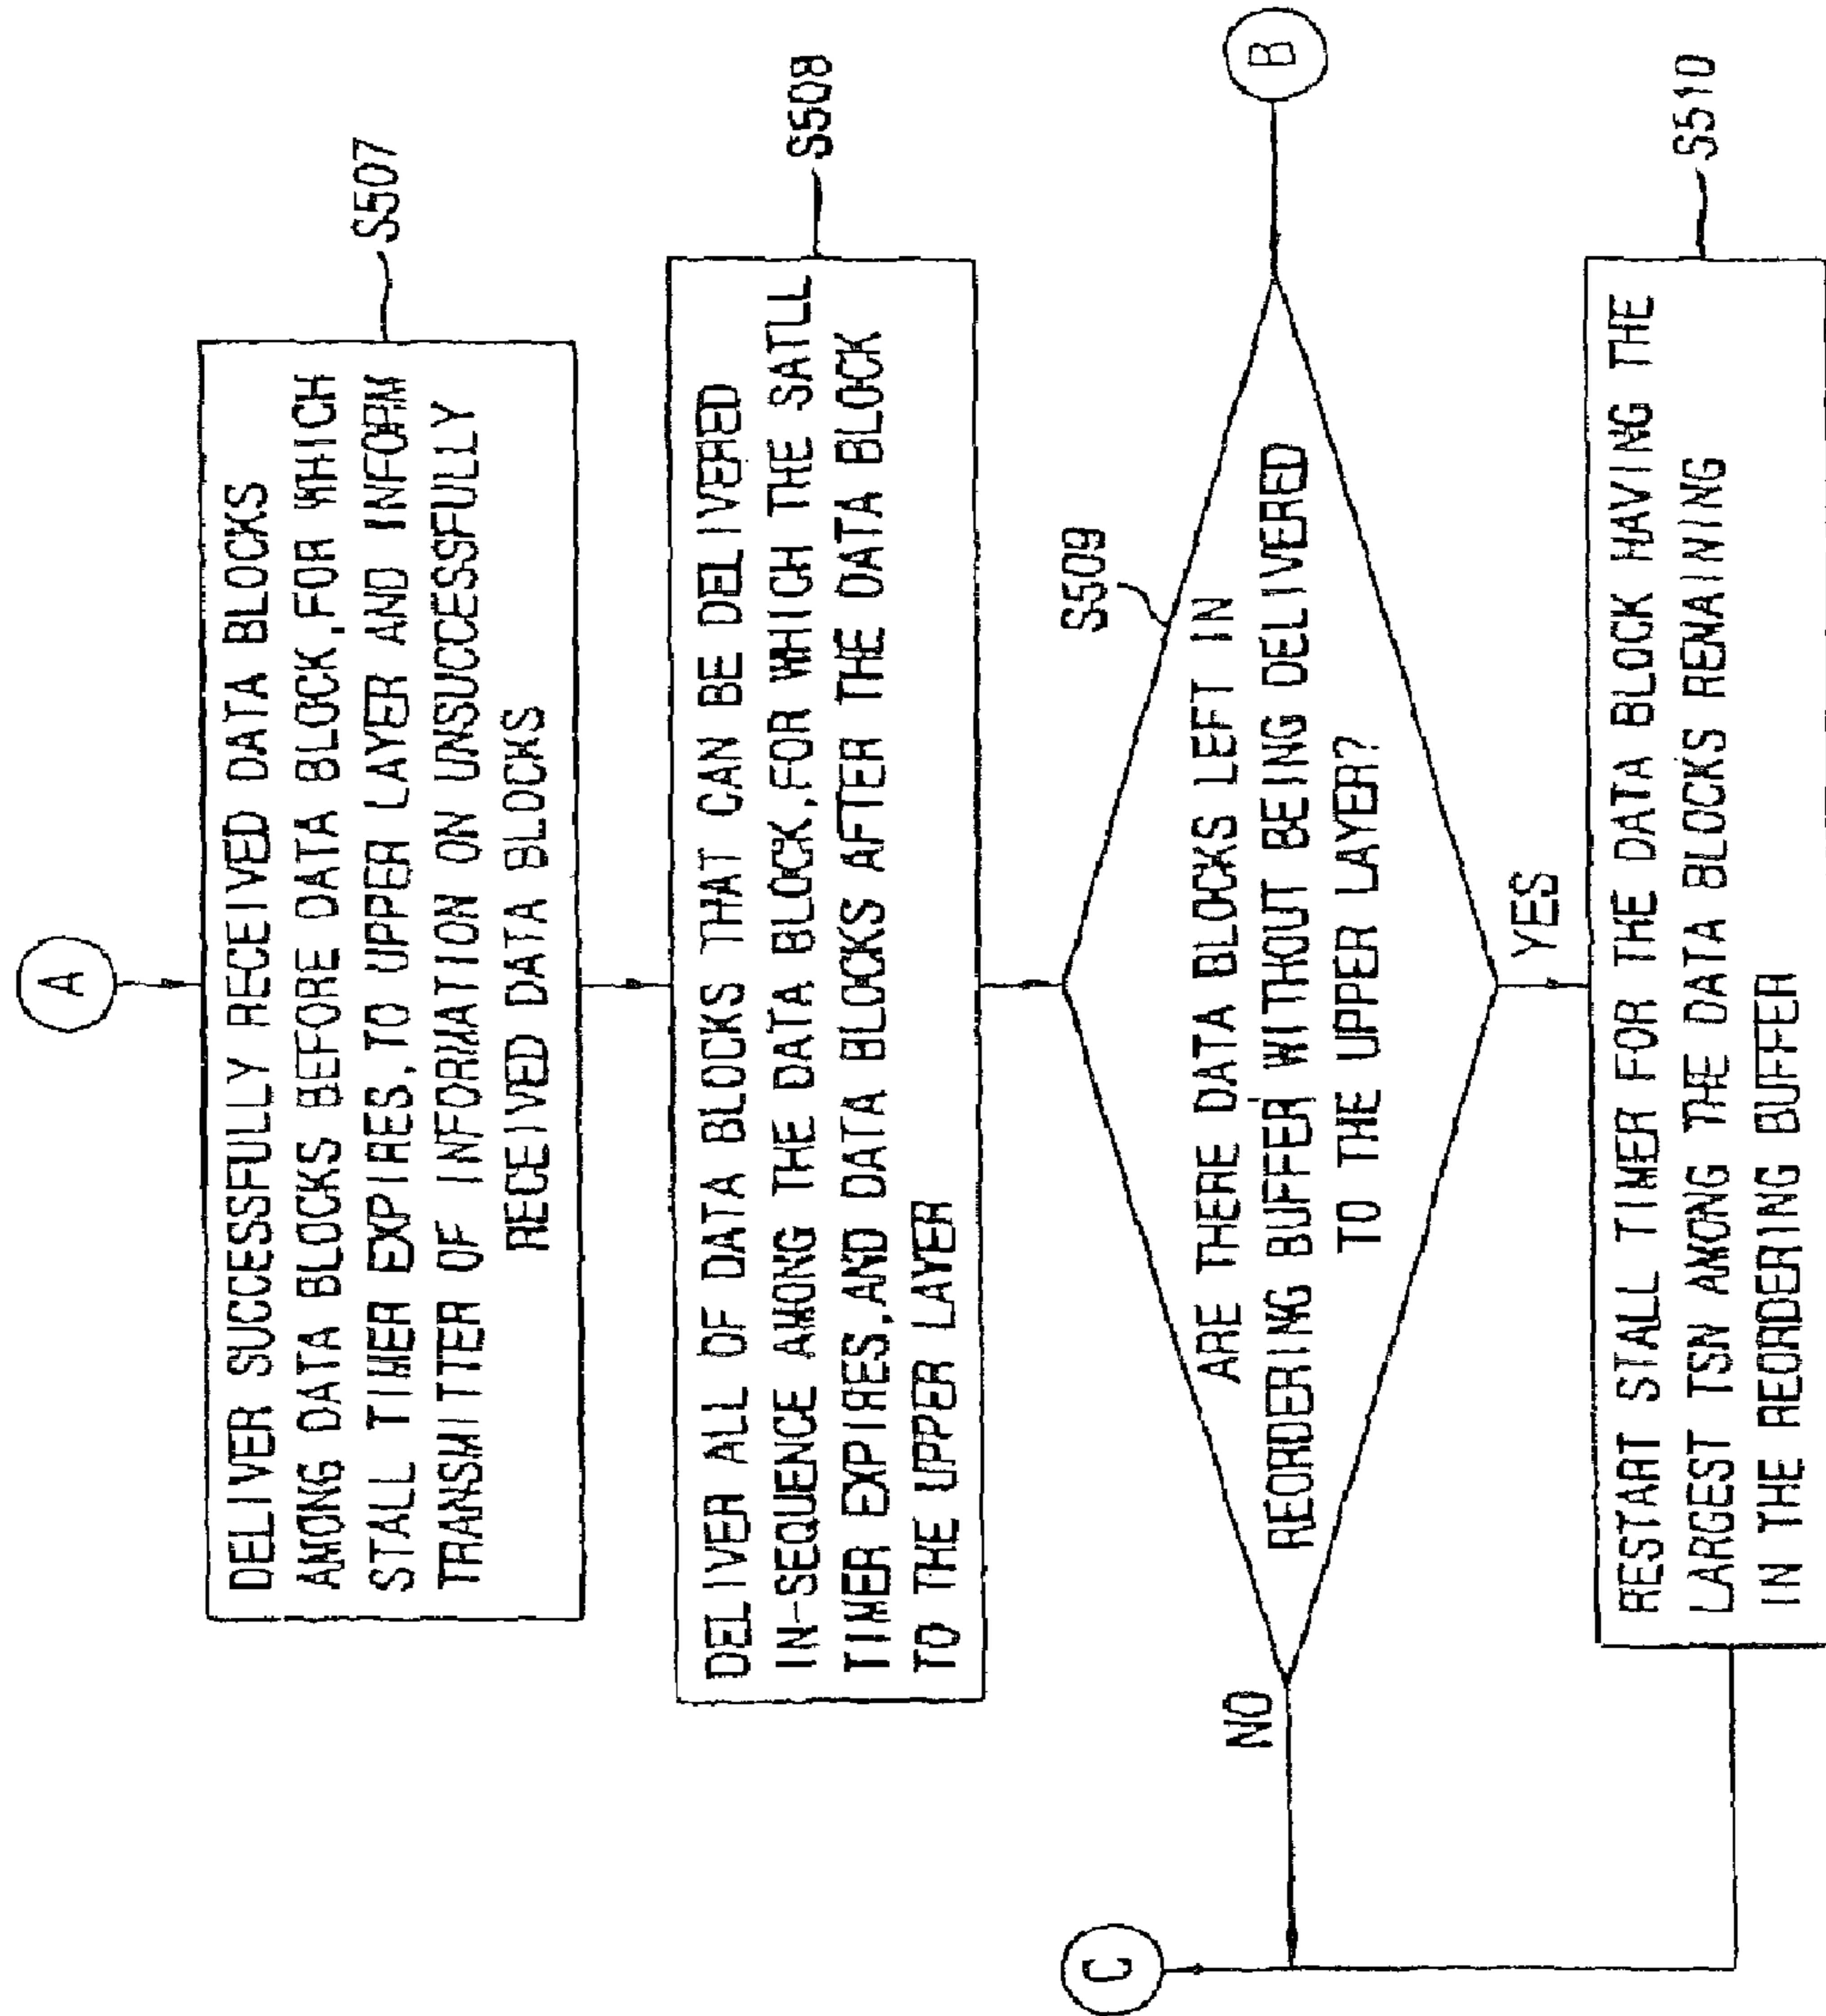 A
DELIVER SUCCESSFULLY RECEIVED DATA BLOCKS
AMONG DATA BLOCKS BEFORE DATA BLOCK,FOR WHICH
STALL TIMER EXPIRES,TO UPPER LAYER AND INFORM
TRANSMITTER OF INFORMATION ON UNSUCCESSFULLY
RECEIVED DATA BLOCKS
S507
DELIVER ALL OF DATA BLOCKS THAT CAN BE DELIVERED
IN-SEQUENCE AMONG THE DATA BLOCK,FOR WHICH THE SATLL
TIMER EXPIRES,AND DATA BLOCKS AFTER THE DATA BLOCK
TO THE UPPER LAYER
S508
S509
ARE THERE DATA BLOCKS LEFT IN
REORDERING BUFFER WITHOUT BEING DELIVERED
TO THE UPPER LAYER?
B
NO
C
YES
RESTART STALL TIMER FOR THE DATA BLOCK HAVING THE
LARGEST TSN AMONG THE DATA BLOCKS REMAINING
IN THE REORDERING BUFFER
S510